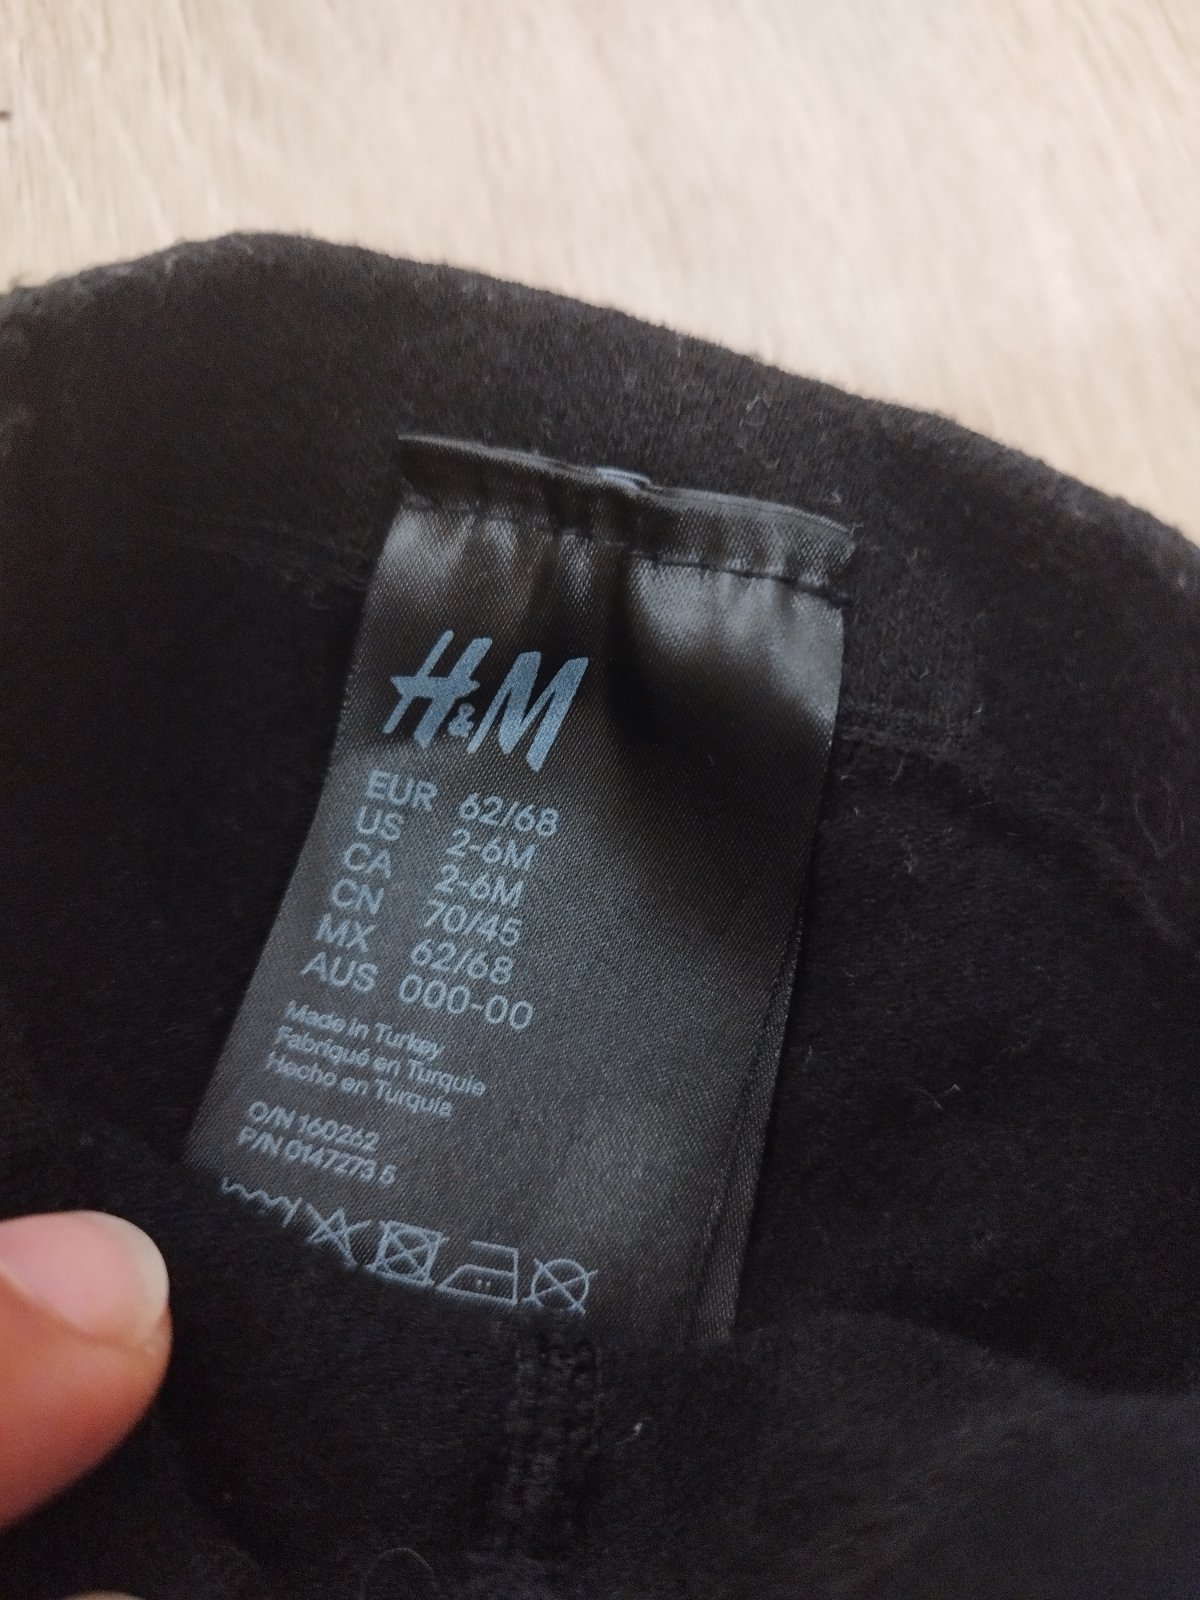 H&M
EUR 62/68
US 2-6M
CA 2-6M
CN 70/45
MX 62/68
AUS 000-00
Made in Turkey
Fabriqué en Turquie
Hecho en Turquía
O/N 160262
P/N 0147273 5